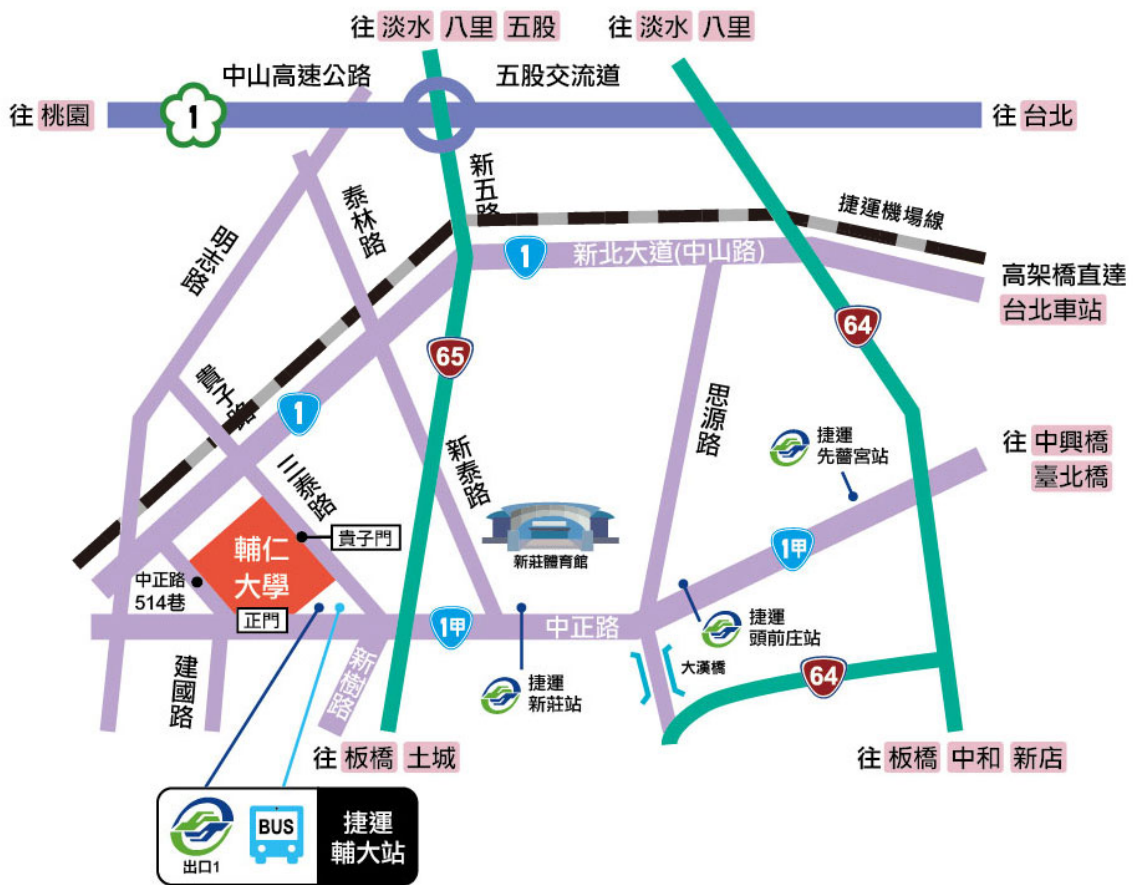 往 淡水 八里 五股
往 淡水 八里
中山高速公路
五股交流道
往 桃園
1
往 台北
新五路
泰林路
明志路
捷運機場線
新北大道(中山路)
1
高架橋直達
台北車站
64
65
貴子路
1
思源路
新泰路
三泰路
捷運
先嗇宮站
往 中興橋
臺北橋
貴子門
新莊體育館
輔仁
大學
1甲
中正路
514巷
正門
1甲
中正路
捷運
頭前庄站
建國路
新樹路
捷運
新莊站
大漢橋
64
往 板橋 土城
往 板橋 中和 新店
BUS
出口1
捷運
輔大站